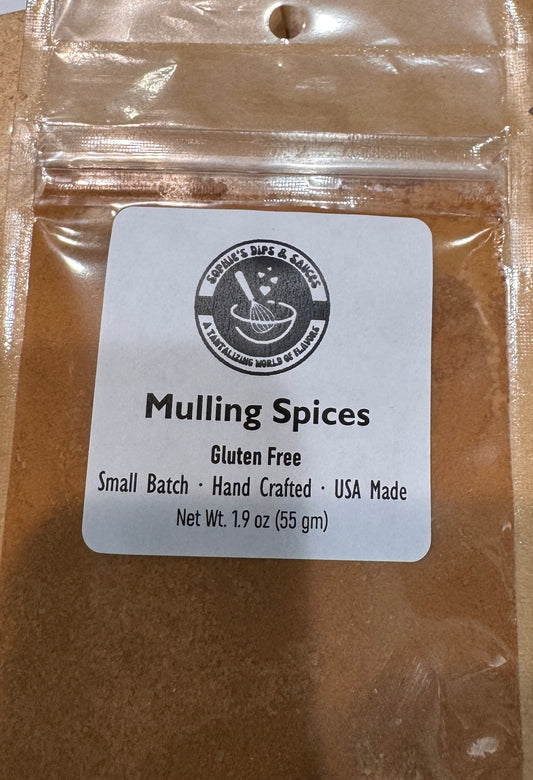 SOPHIE'S DIPS & SAUCES
A TANTALIZING WORLD OF FLAVORS
Mulling Spices
Gluten Free
Small Batch · Hand Crafted · USA Made
Net Wt. 1.9 oz (55 gm)